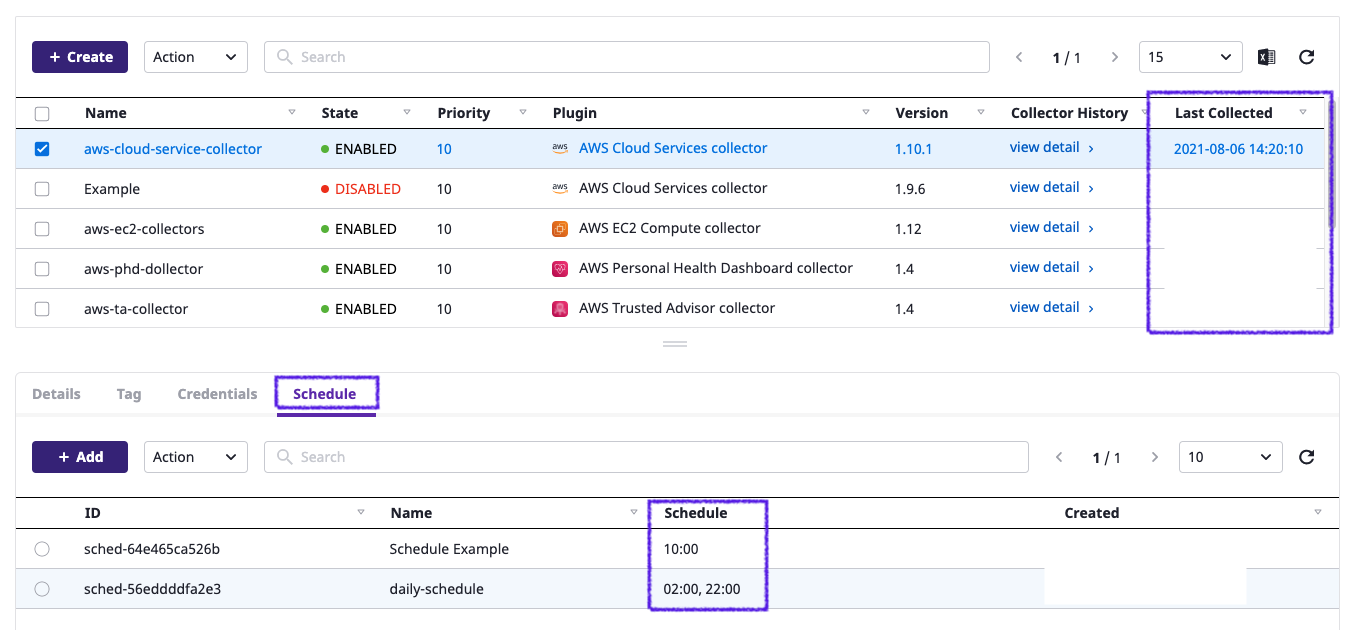 + Create Action Search 1 / 1 15
Name State Priority Plugin Version Collector History Last Collected
aws-cloud-service-collector ENABLED 10 aws AWS Cloud Services collector 1.10.1 view detail › 2021-08-06 14:20:10
Example DISABLED 10 aws AWS Cloud Services collector 1.9.6 view detail ›
aws-ec2-collectors ENABLED 10 AWS EC2 Compute collector 1.12 view detail ›
aws-phd-dollector ENABLED 10 AWS Personal Health Dashboard collector 1.4 view detail ›
aws-ta-collector ENABLED 10 AWS Trusted Advisor collector 1.4 view detail ›
Details Tag Credentials Schedule
+ Add Action Search 1 / 1 10
ID Name Schedule Created
sched-64e465ca526b Schedule Example 10:00
sched-56eddddfa2e3 daily-schedule 02:00, 22:00